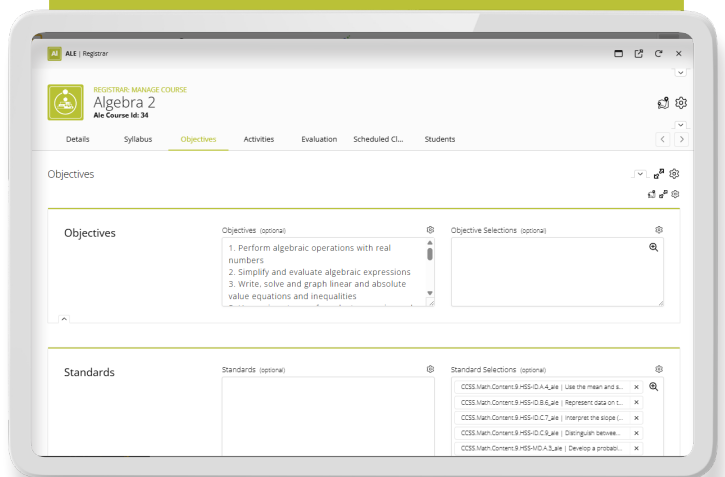 Al ALE | Registrar
REGISTRAR: MANAGE COURSE
Algebra 2
Ale Course Id: 34
Details Syllabus Objectives Activities Evaluation Scheduled Cl... Students
Objectives
Objectives
Objectives (optional)
Objective Selections (optional)
1. Perform algebraic operations with real
numbers
2. Simplify and evaluate algebraic expressions
3. Write, solve and graph linear and absolute
value equations and inequalities
Standards
Standards (optional)
Standard Selections (optional)
CCSS.Math.Content.9.HSS-ID.A.4_ale | Use the mean and s...
CCSS.Math.Content.9.HSS-ID.B.6_ale | Represent data on t...
CCSS.Math.Content.9.HSS-ID.C.7_ale | Interpret the slope (...
CCSS.Math.Content.9.HSS-ID.C.9_ale | Distinguish betwee...
CCSS.Math.Content.9.HSS-MD.A.3_ale | Develop a probabi...